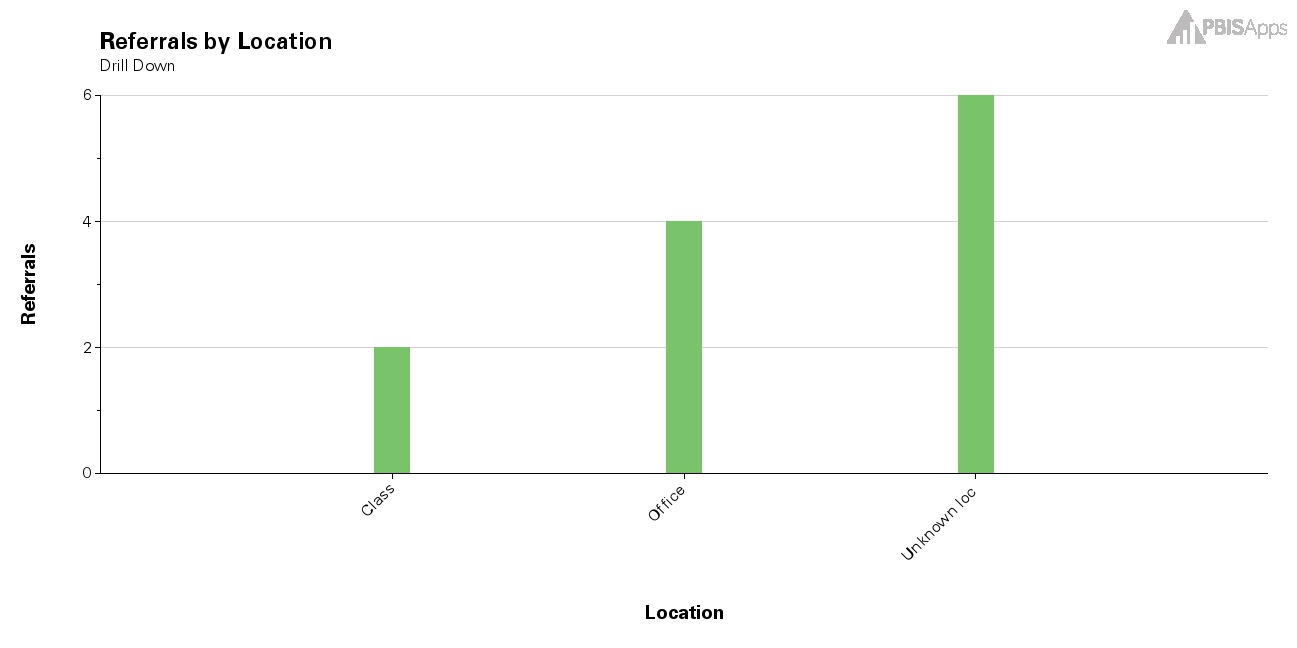 PBISApps
Referrals by Location
Drill Down
6
4
2
0
Referrals
Class
Office
Unknown loc
Location